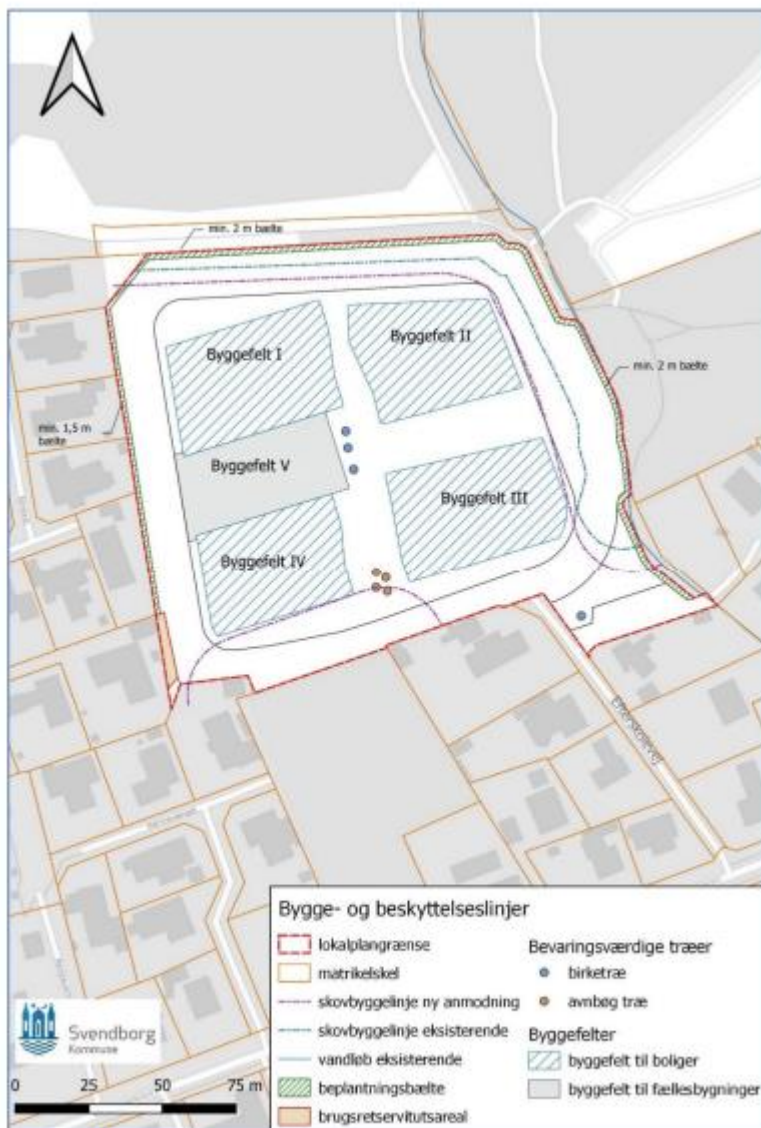 min. 2 m bælte
Byggefelt I
Byggefelt II
min. 2 m bælte
min. 1,5 m
bælte
Byggefelt V
Byggefelt III
Byggefelt IV
Efterskolevej
Bygge- og beskyttelseslinjer
lokalplangrænse
matrikelskel
skovbyggelinje ny anmodning
skovbyggelinje eksisterende
vandløb eksisterende
beplantningsbælte
brugsretservitutsareal
Bevaringsværdige træer
birketræ
avnbøg træ
Byggefelter
byggefelt til boliger
byggefelt til fællesbygninger
Svendborg
Kommune
0 25 50 75 m